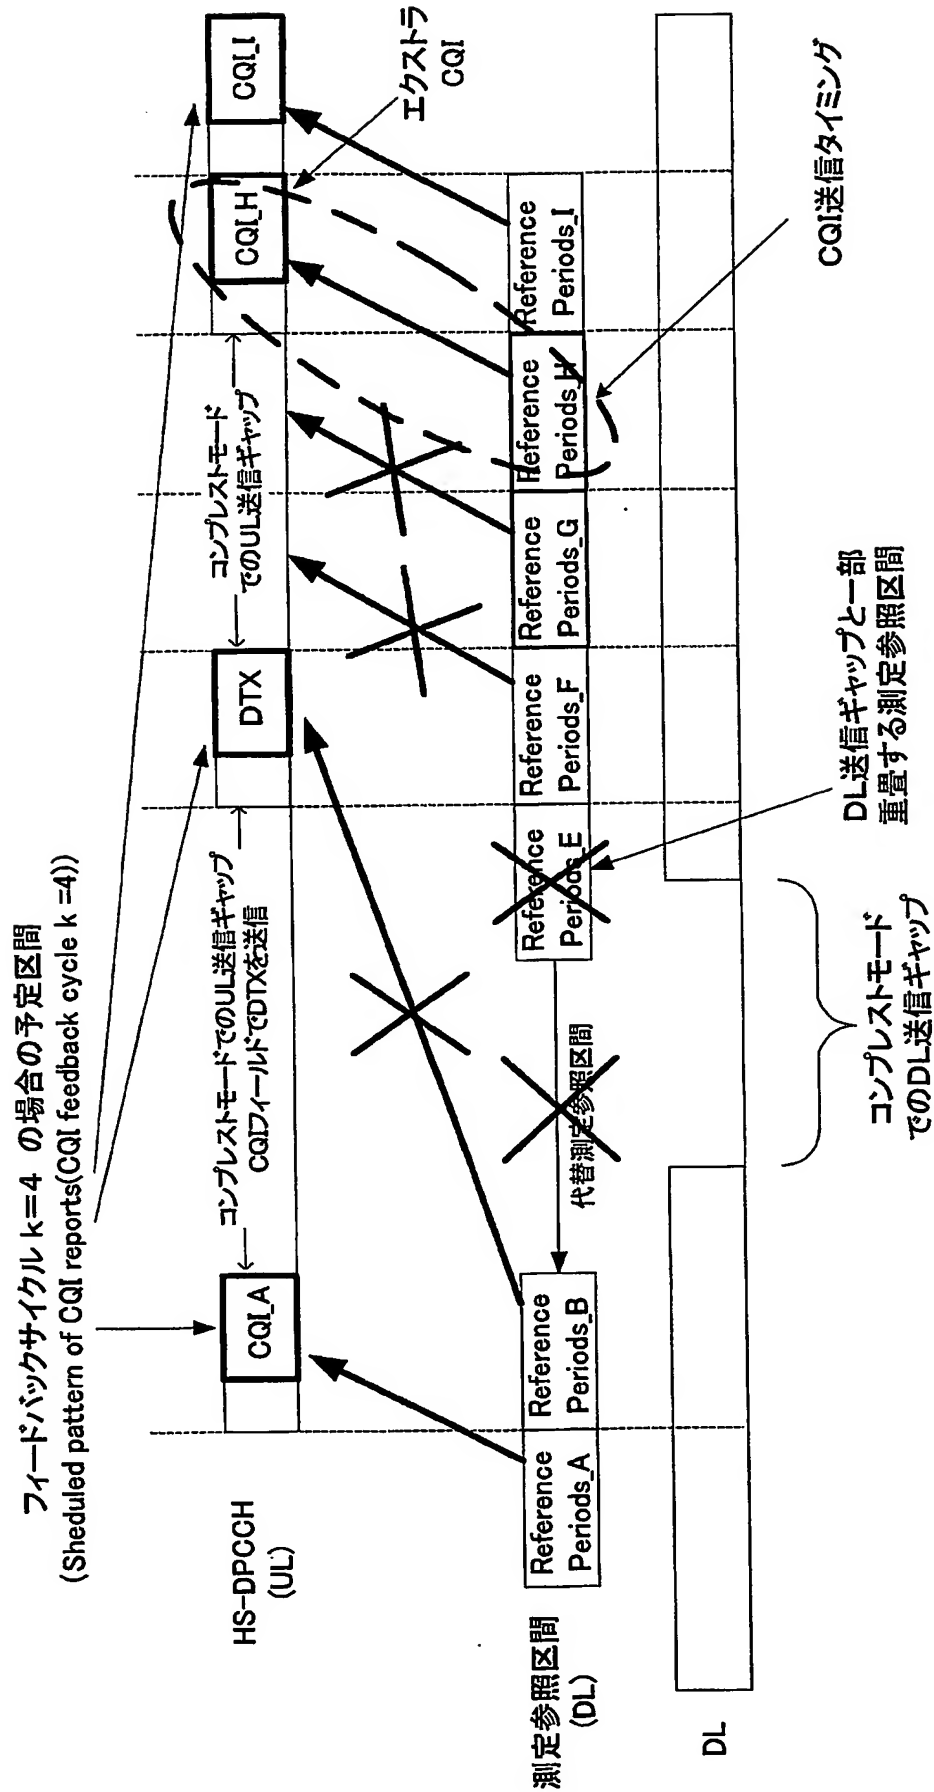 フィードバックサイクル k=4 の場合の予定区間
(Sheduled pattern of CQI reports(CQI feedback cycle k =4))
HS-DPCCH
(UL)
CQI_A
コンプレストモードでのUL送信ギャップ
CQIフィールドでDTXを送信
DTX
コンプレストモード
でのUL送信ギャップ
CQI_H
CQI_I
エクストラ
CQI
測定参照区間
(DL)
Reference
Periods_A
Reference
Periods_B
代替測定参照区間
Reference
Periods_E
Reference
Periods_F
Reference
Periods_G
Reference
Periods_H
Reference
Periods_I
CQI送信タイミング
DL送信ギャップと一部
重畳する測定参照区間
DL
コンプレストモード
でのDL送信ギャップ